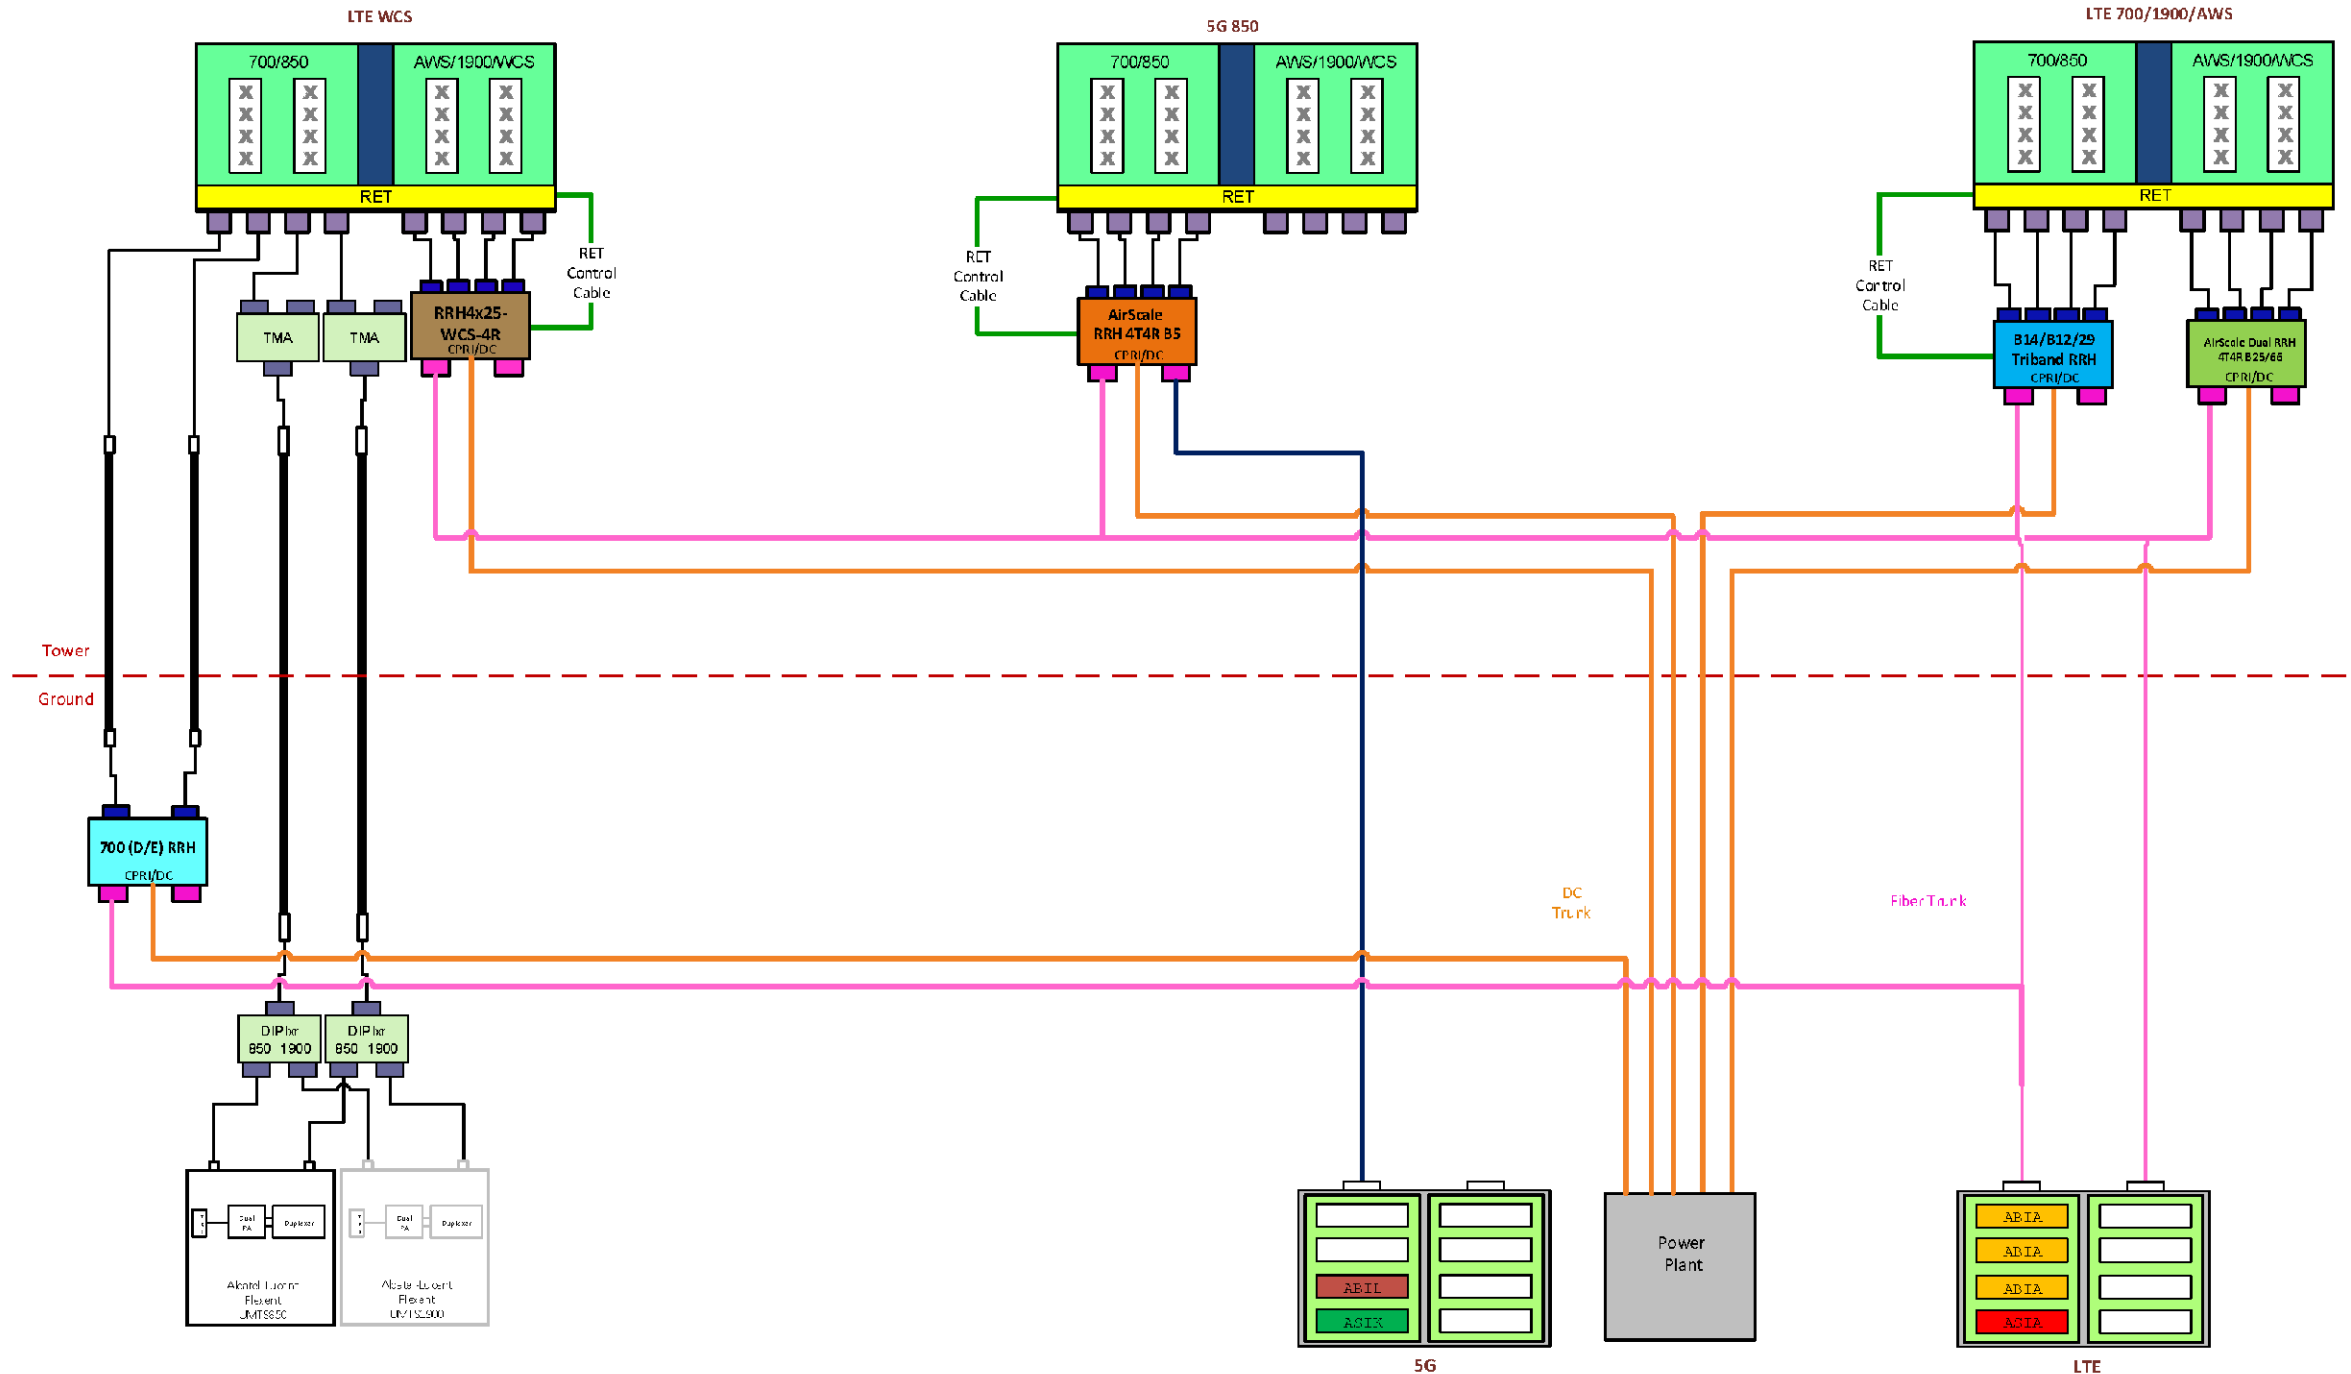 LTE WCS
5G 850
LTE 700/1900/AWS
700/850
AWS/1900/WCS
X X
X X
X X
X X
X X
X X
X X
X X
RET
700/850
AWS/1900/WCS
X X
X X
X X
X X
X X
X X
X X
X X
RET
700/850
AWS/1900/WCS
X X
X X
X X
X X
X X
X X
X X
X X
RET
RET
Control
Cable
RET
Control
Cable
RET
Control
Cable
TMA
TMA
RRH4x25-
WCS-4R
CPRI/DC
AirScale
RRH 4T4R B5
CPRI/DC
B14/B12/29
Triband RRH
CPRI/DC
AirScale Dual RRH
4T4R B25/66
CPRI/DC
Tower
Ground
700 (D/E) RRH
CPRI/DC
DC
Trunk
Fiber Trunk
DIPlxr
850 1900
DIPlxr
850 1900
Dual
PA
Duplexer
Alcatel-Lucent
Flexent
UMTS850
Dual
PA
Duplexer
Alcatel-Lucent
Flexent
UMTS1900
ABIL
ASIK
5G
Power
Plant
ABIA
ABIA
ABIA
ASIA
LTE